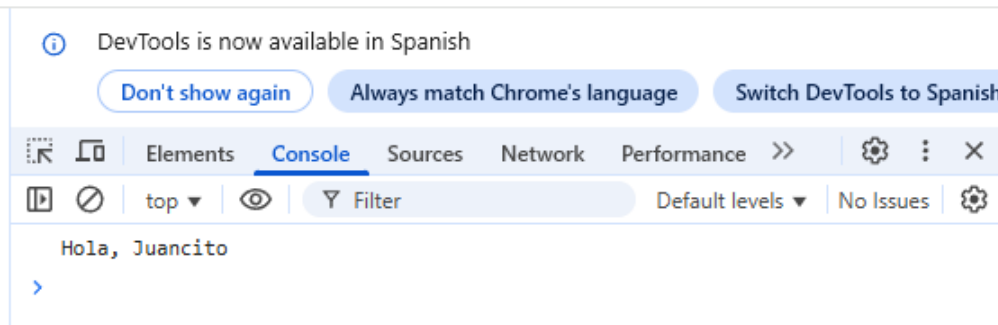 DevTools is now available in Spanish
Don't show again Always match Chrome's language Switch DevTools to Spanish
Elements Console Sources Network Performance
top Filter Default levels No Issues
Hola, Juancito